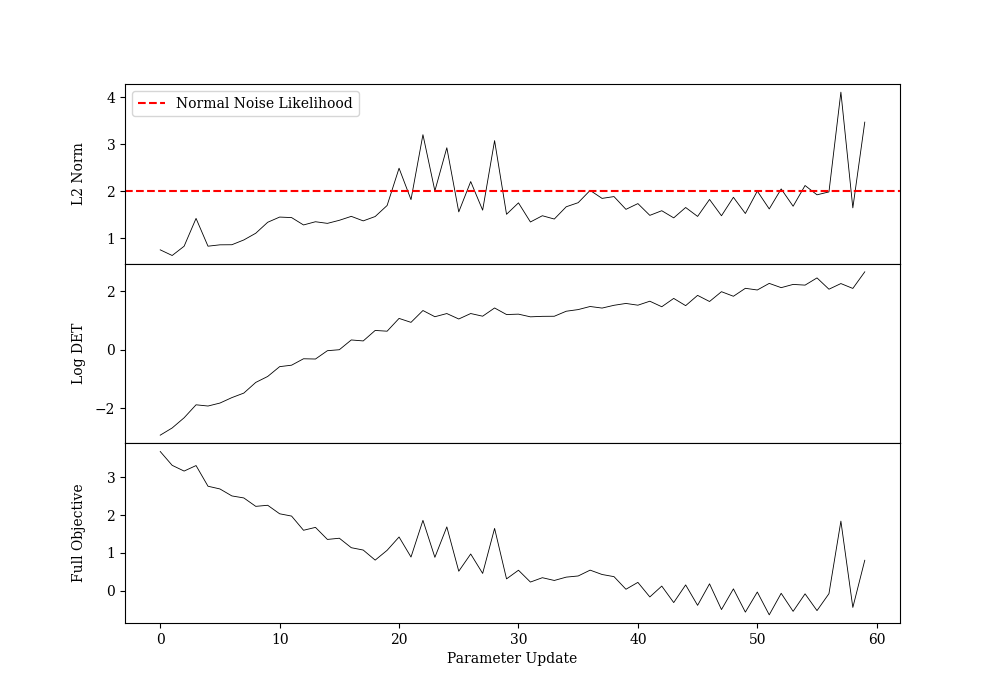 4
Normal Noise Likelihood
3
L2 Norm
2
1
2
Log DET
0
−2
3
Full Objective
2
1
0
0 10 20 30 40 50 60
Parameter Update